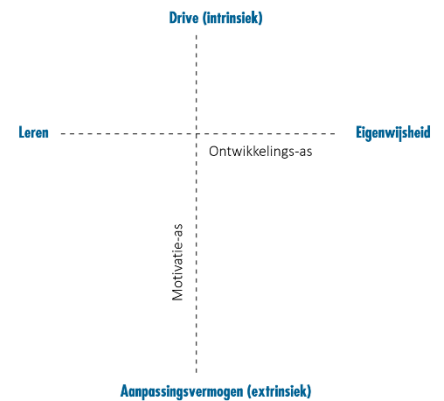 Drive (intrinsiek)
Leren
Eigenwijsheid
Ontwikkelings-as
Motivatie-as
Aanpassingsvermogen (extrinsiek)